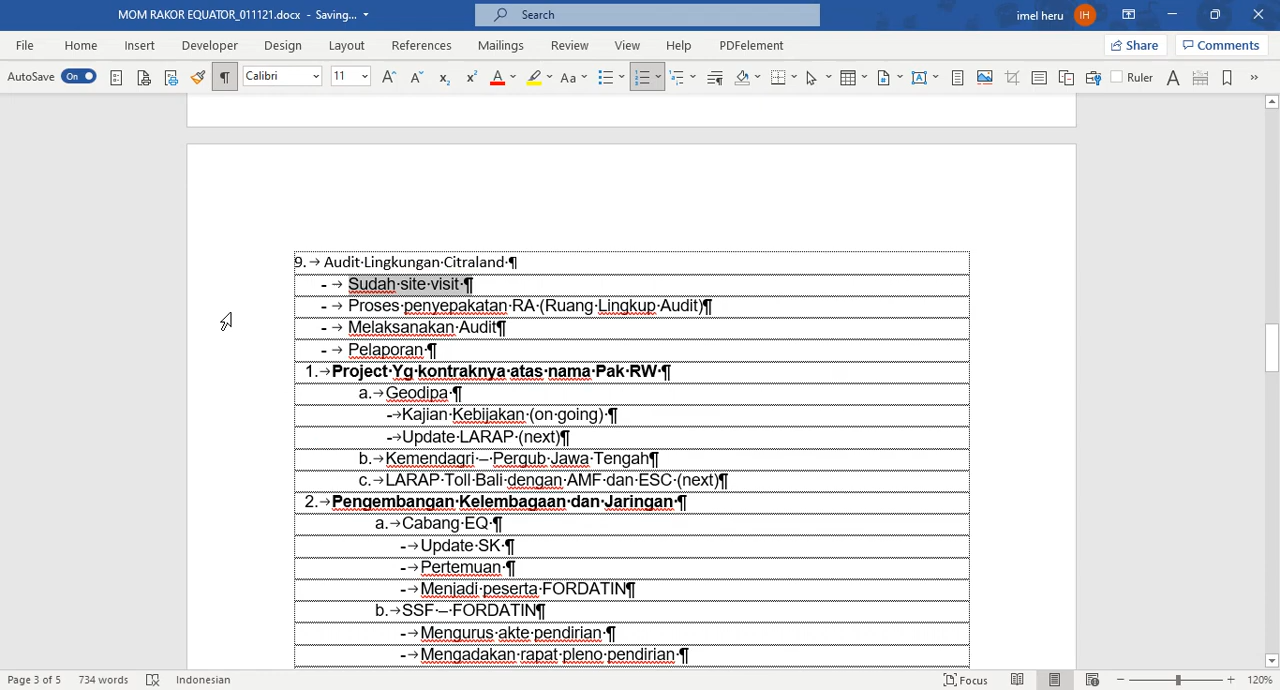 MOM RAKOR EQUATOR_011121.docx - Saving...
Search
imel heru IH
File Home Insert Developer Design Layout References Mailings Review View Help PDFelement Share Comments
AutoSave On Calibri 11 Ruler
9. Audit Lingkungan Citraland
- Sudah site visit
- Proses penyepakatan RA (Ruang Lingkup Audit)
- Melaksanakan Audit
- Pelaporan
1. Project Yg kontraknya atas nama Pak RW
a. Geodipa
- Kajian Kebijakan (on going)
- Update LARAP (next)
b. Kemendagri – Pergub Jawa Tengah
c. LARAP Toll Bali dengan AMF dan ESC (next)
2. Pengembangan Kelembagaan dan Jaringan
a. Cabang EQ
- Update SK
- Pertemuan
- Menjadi peserta FORDATIN
b. SSF – FORDATIN
- Mengurus akte pendirian
- Mengadakan rapat pleno pendirian
Page 3 of 5 734 words Indonesian Focus 120%